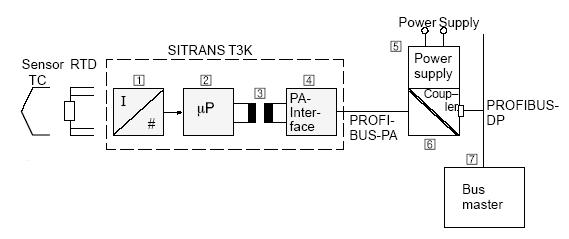 Power Supply
SITRANS T3K
5
Sensor RTD
TC
1
2
3
4
Power
supply
I
#
µP
PA-
Inter-
face
Coup-
ler
PROFI-
BUS-PA
PROFIBUS-
DP
6
7
Bus
master